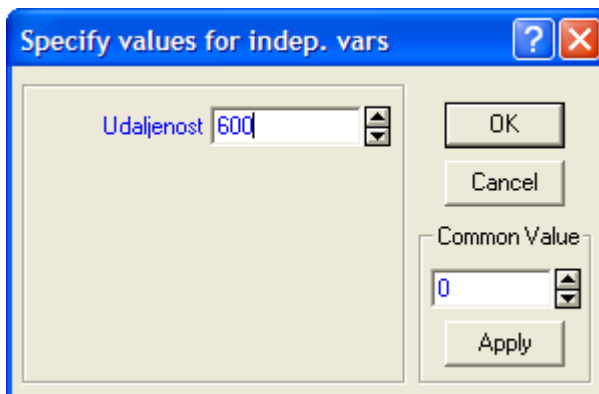 Specify values for indep. vars
Udaljenost 600
OK
Cancel
Common Value
0
Apply